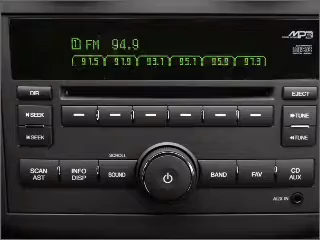 1 FM 94.9
MP3
91.5 91.9 93.1 95.1 95.9 97.3
DIR
EJECT
SEEK
TUNE
SEEK
TUNE
SCAN AST
INFO DISP
SCROLL
SOUND
BAND
FAV
CD AUX
AUX IN